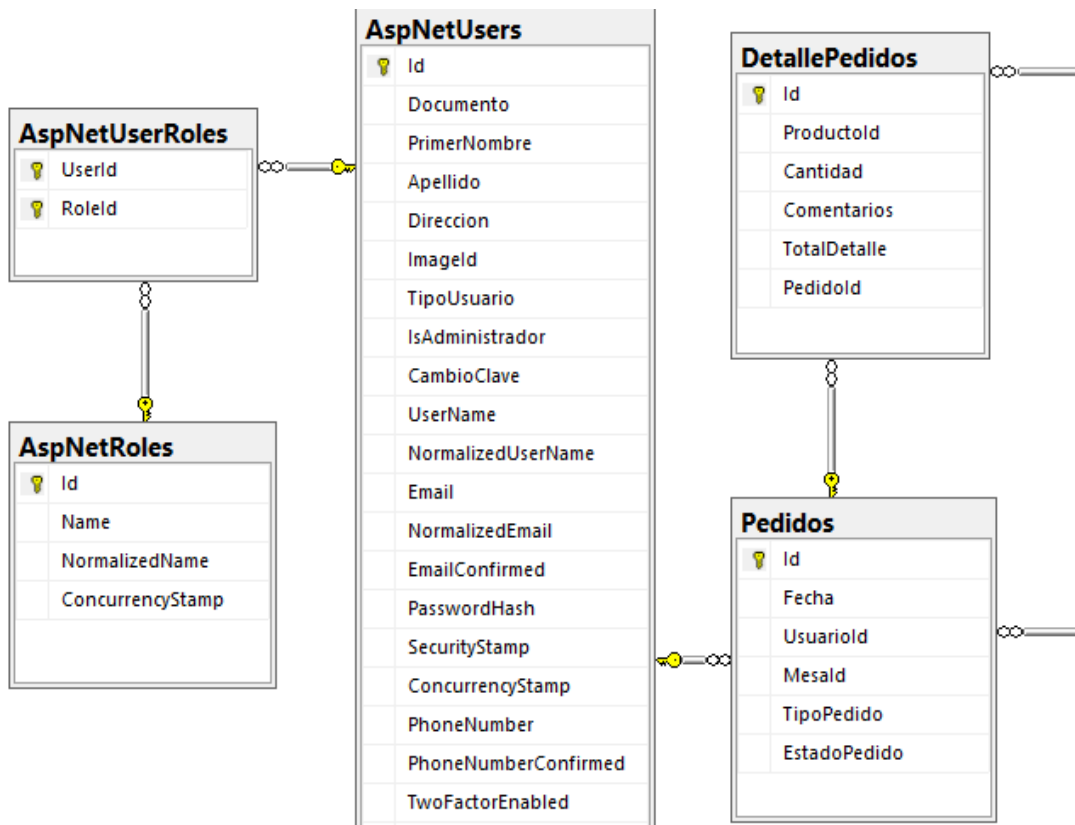 AspNetUserRoles
UserId
RoleId
AspNetRoles
Id
Name
NormalizedName
ConcurrencyStamp
AspNetUsers
Id
Documento
PrimerNombre
Apellido
Direccion
ImageId
TipoUsuario
IsAdministrador
CambioClave
UserName
NormalizedUserName
Email
NormalizedEmail
EmailConfirmed
PasswordHash
SecurityStamp
ConcurrencyStamp
PhoneNumber
PhoneNumberConfirmed
TwoFactorEnabled
DetallePedidos
Id
ProductoId
Cantidad
Comentarios
TotalDetalle
PedidoId
Pedidos
Id
Fecha
UsuarioId
MesaId
TipoPedido
EstadoPedido